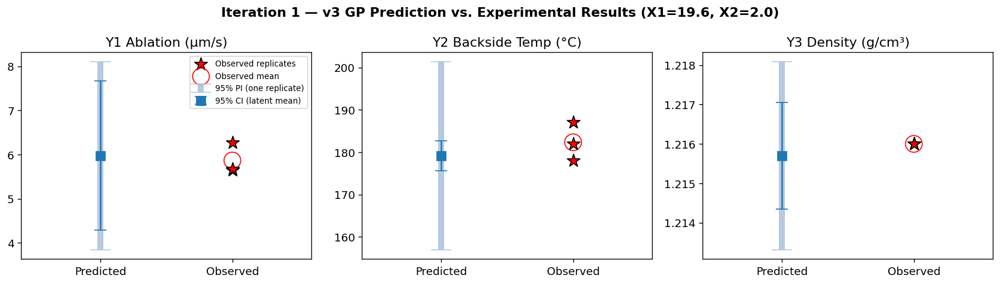 Iteration 1 — v3 GP Prediction vs. Experimental Results (X1=19.6, X2=2.0)
Y1 Ablation (μm/s)
8
7
6
5
4
Observed replicates
Observed mean
95% PI (one replicate)
95% CI (latent mean)
Predicted
Observed
Y2 Backside Temp (°C)
200
190
180
170
160
Predicted
Observed
Y3 Density (g/cm³)
1.218
1.217
1.216
1.215
1.214
Predicted
Observed